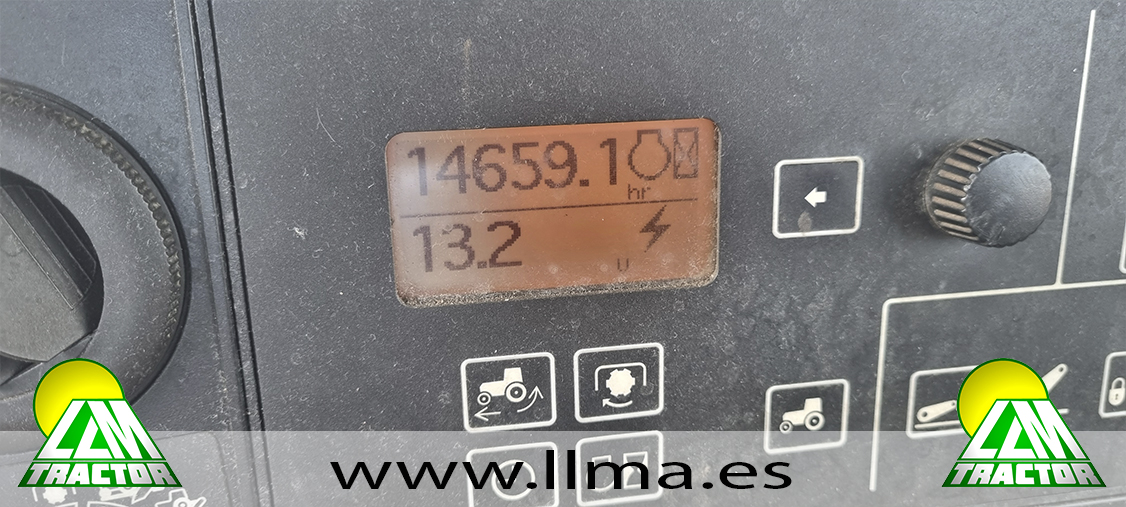 14659.1
hr
13.2
U
LLM
TRACTOR
www.llma.es
LLM
TRACTOR